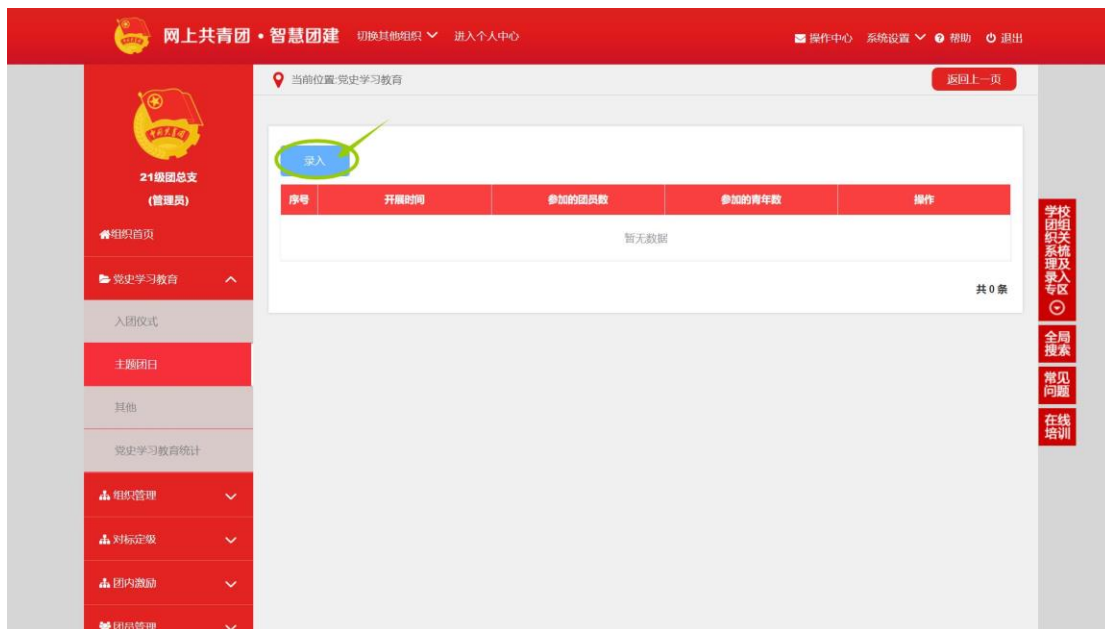 网上共青团·智慧团建 切换其他组织 进入个人中心 操作中心 系统设置 帮助 退出
当前位置:党史学习教育 返回上一页
21级团总支
(管理员)
组织首页
党史学习教育
入团仪式
主题团日
其他
党史学习教育统计
组织管理
对标定级
团内激励
团员管理
录入
序号 开展时间 参加的团员数 参加的青年数 操作
暂无数据
共0条
学校
团组
织关
系梳
理及
录入
专区
全局
搜索
常见
问题
在线
培训